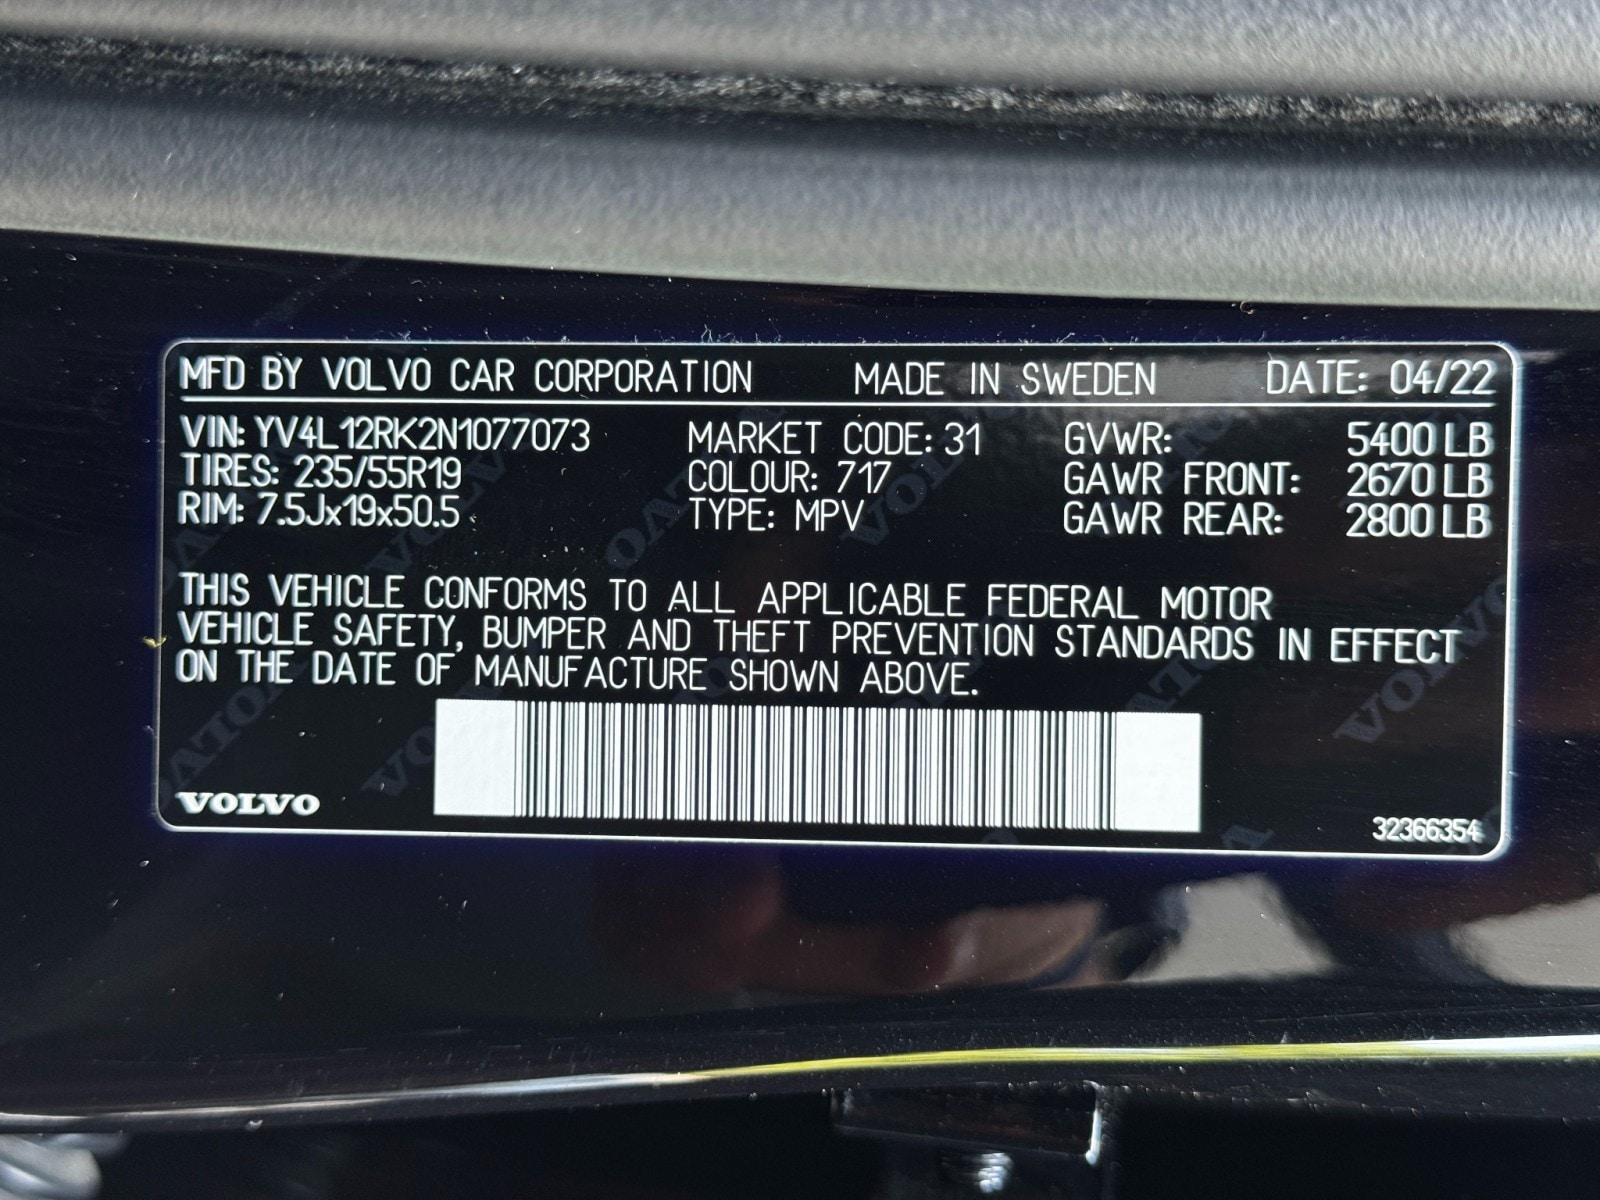 MFD BY VOLVO CAR CORPORATION MADE IN SWEDEN DATE: 04/22
VIN: YV4L12RK2N1077073 MARKET CODE: 31 GVWR: 5400 LB
TIRES: 235/55R19 COLOUR: 717 GAWR FRONT: 2670 LB
RIM: 7.5Jx19x50.5 TYPE: MPV GAWR REAR: 2800 LB
THIS VEHICLE CONFORMS TO ALL APPLICABLE FEDERAL MOTOR
VEHICLE SAFETY, BUMPER AND THEFT PREVENTION STANDARDS IN EFFECT
ON THE DATE OF MANUFACTURE SHOWN ABOVE.
VOLVO
32366354